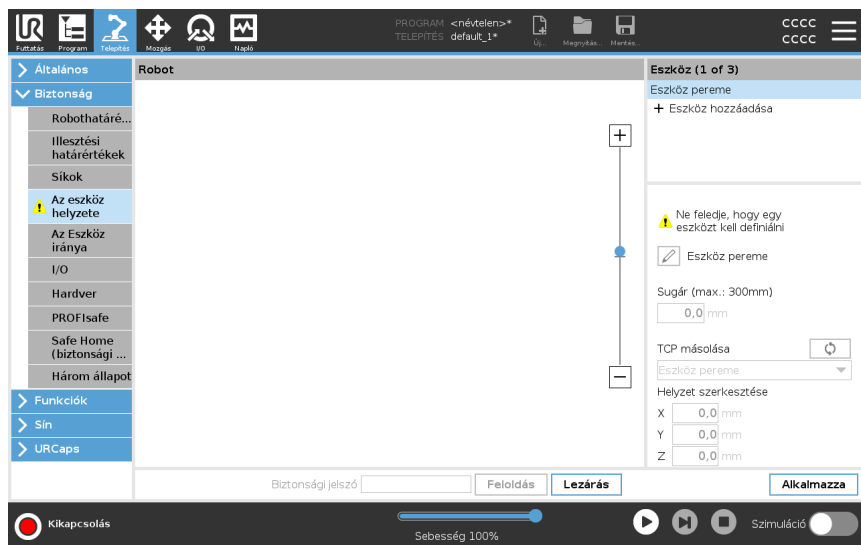 UR
Futtatás
Program
Telepítés
Mozgás
I/O
Napló
PROGRAM <névtelen>*
TELEPÍTÉS default_1*
Új...
Megnyitás...
Mentés...
CCCC
CCCC
Általános
Biztonság
Robothatáré...
Illesztési
határértékek
Síkok
Az eszköz
helyzete
Az Eszköz
iránya
I/O
Hardver
PROFIsafe
Safe Home
(biztonsági ...
Három állapot
Funkciók
Sín
URCaps
Robot
Eszköz (1 of 3)
Eszköz pereme
+ Eszköz hozzáadása
Ne feledje, hogy egy
eszközt kell definiálni
Eszköz pereme
Sugár (max.: 300mm)
0,0 mm
TCP másolása
Eszköz pereme
Helyzet szerkesztése
X 0,0 mm
Y 0,0 mm
Z 0,0 mm
Biztonsági jelszó
Feloldás
Lezárás
Alkalmazza
Kikapcsolás
Sebesség 100%
Szimuláció